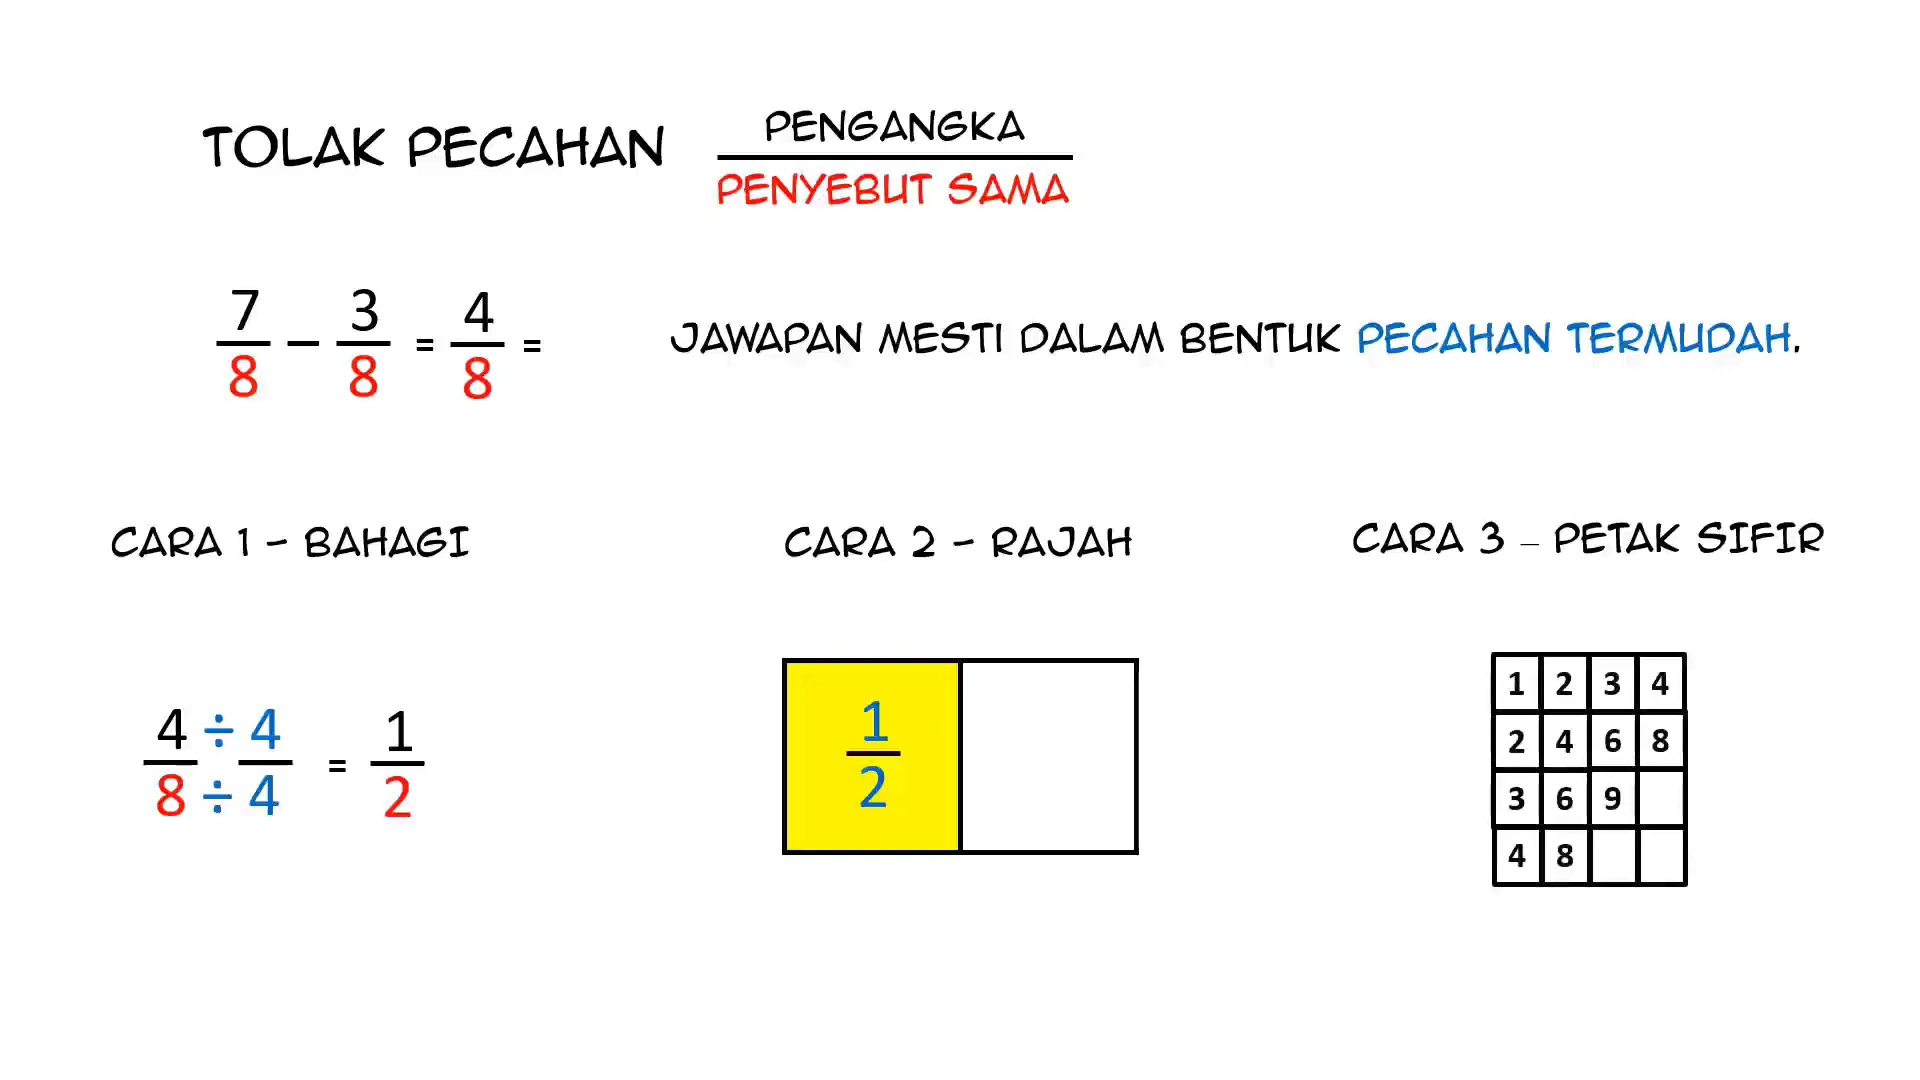 TOLAK PECAHAN PENGANGKA
PENYEBUT SAMA
7/8 – 3/8 = 4/8 =
JAWAPAN MESTI DALAM BENTUK PECAHAN TERMUDAH.
CARA 1 - BAHAGI
4/8 ÷ 4/÷ 4 = 1/2
CARA 2 - RAJAH
1/2
CARA 3 – PETAK SIFIR
1 2 3 4
2 4 6 8
3 6 9
4 8